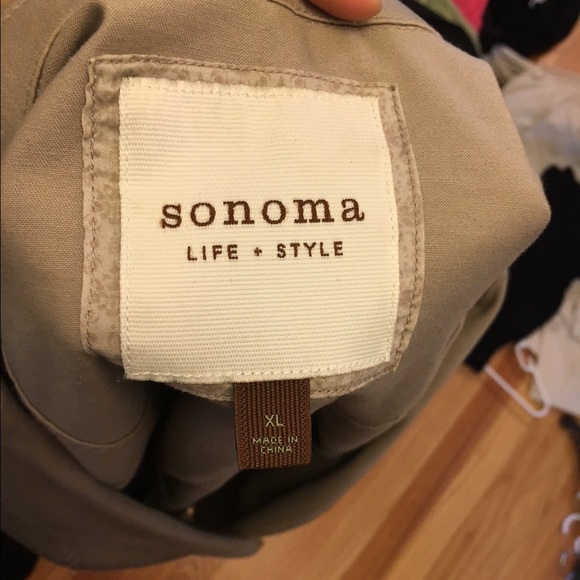 sonoma
LIFE + STYLE
XL
MADE IN
CHINA